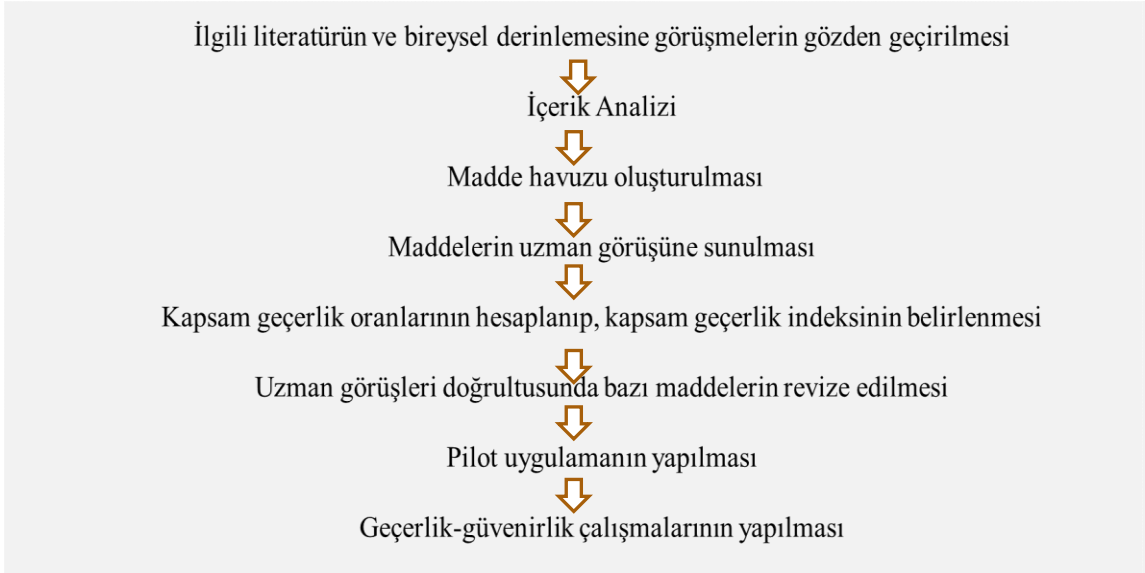 İlgili literatürün ve bireysel derinlemesine görüşmelerin gözden geçirilmesi
İçerik Analizi
Madde havuzu oluşturulması
Maddelerin uzman görüşüne sunulması
Kapsam geçerlik oranlarının hesaplanıp, kapsam geçerlik indeksinin belirlenmesi
Uzman görüşleri doğrultusunda bazı maddelerin revize edilmesi
Pilot uygulamanın yapılması
Geçerlik-güvenirlik çalışmalarının yapılması